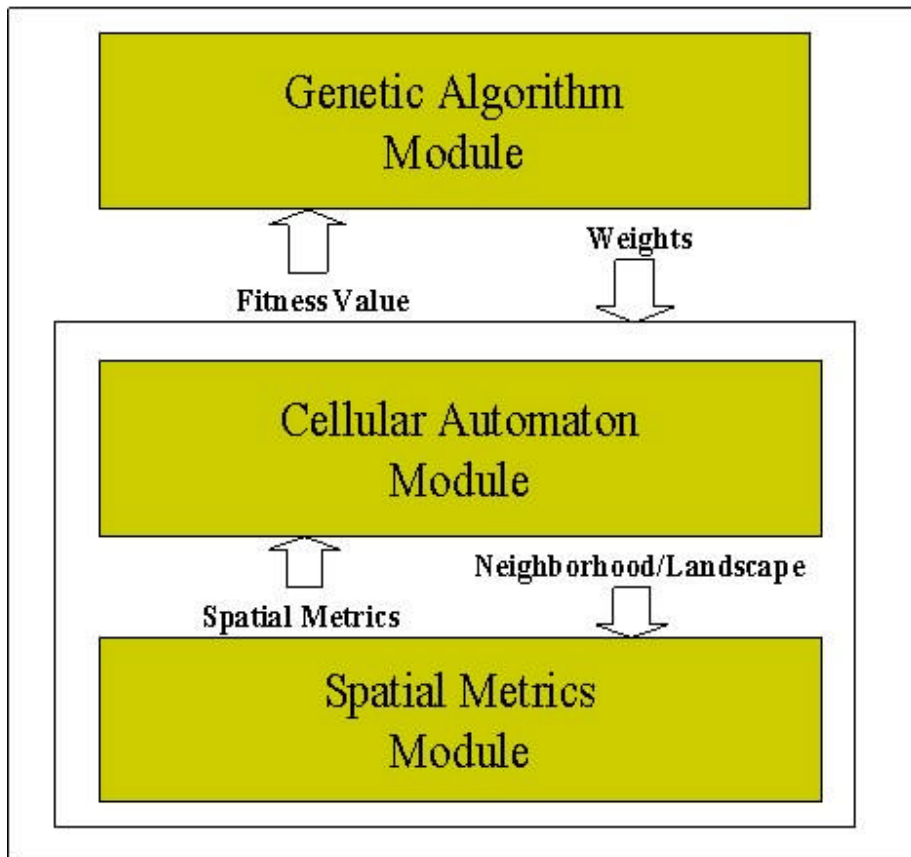 Genetic Algorithm
Module
Weights
Fitness Value
Cellular Automaton
Module
Neighborhood/Landscape
Spatial Metrics
Spatial Metrics
Module